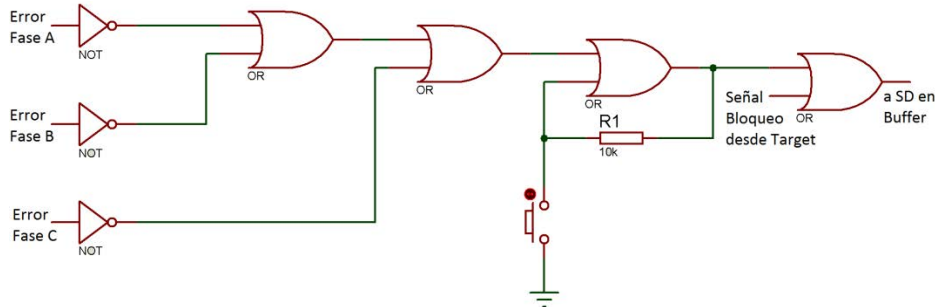 Error
Fase A
NOT
OR
OR
OR
R1
10k
Error
Fase B
NOT
Señal
Bloqueo
desde Target
OR
a SD en
Buffer
Error
Fase C
NOT